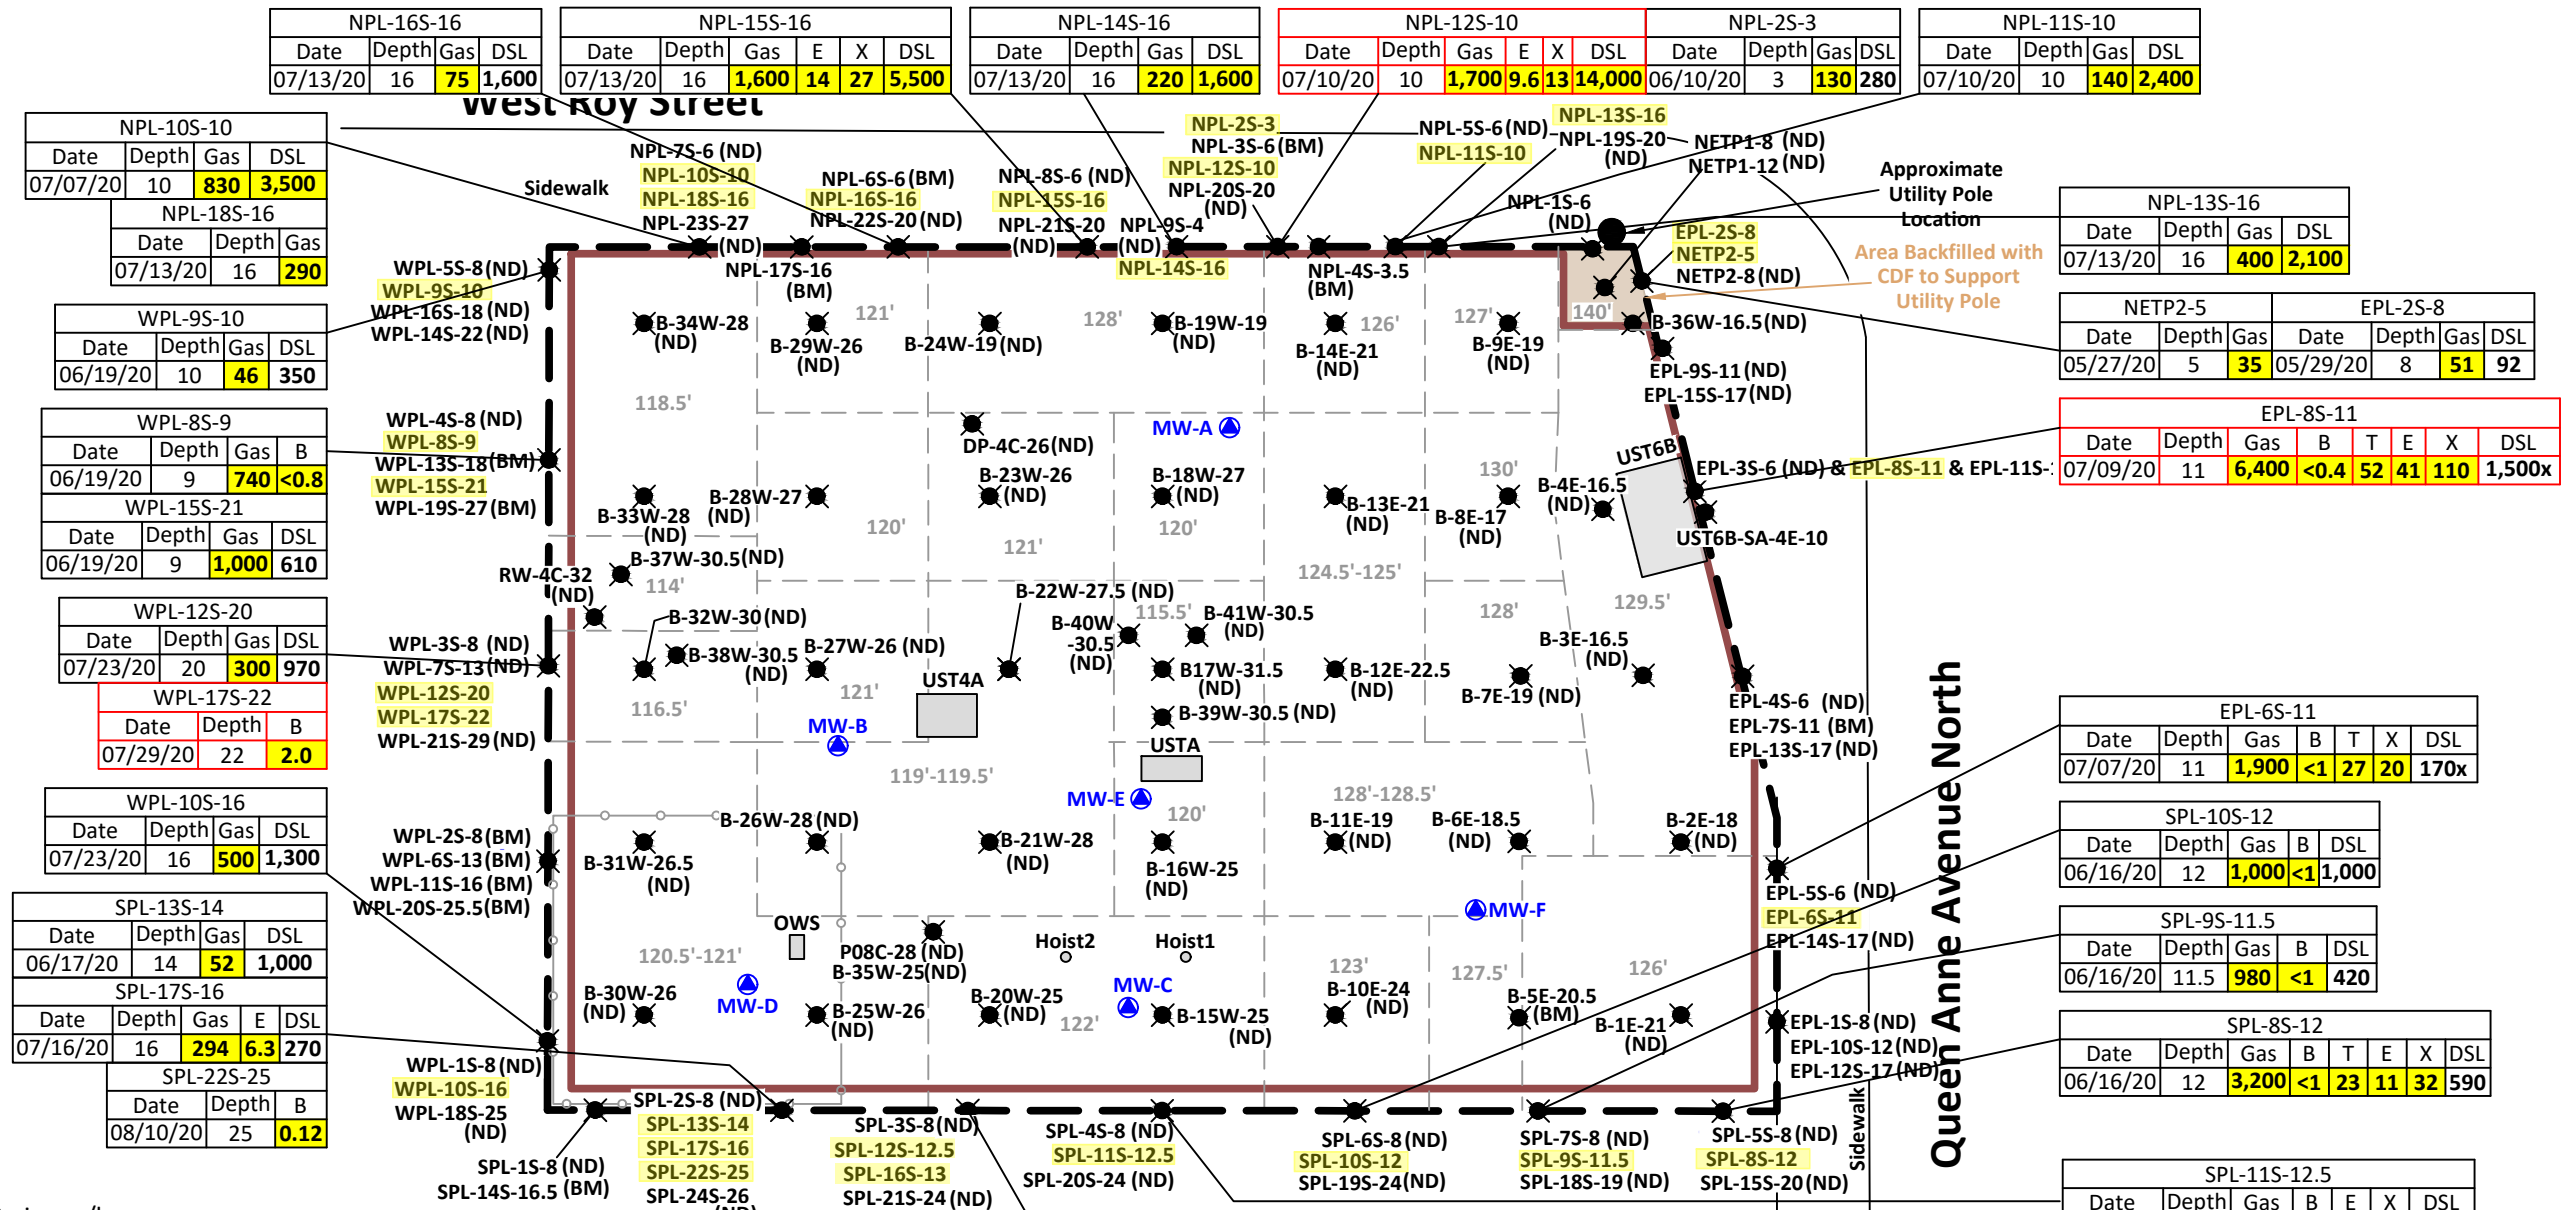 NPL-16S-16
Date Depth Gas DSL
07/13/20 16 75 1,600
NPL-15S-16
Date Depth Gas E X DSL
07/13/20 16 1,600 14 27 5,500
NPL-14S-16
Date Depth Gas DSL
07/13/20 16 220 1,600
NPL-12S-10
Date Depth Gas E X DSL
07/10/20 10 1,700 9.6 13 14,000
NPL-2S-3
Date Depth Gas DSL
06/10/20 3 130 280
NPL-11S-10
Date Depth Gas DSL
07/10/20 10 140 2,400
West Roy Street
NPL-10S-10
Date Depth Gas DSL
07/07/20 10 830 3,500
NPL-18S-16
Date Depth Gas
07/13/20 16 290
WPL-9S-10
Date Depth Gas DSL
06/19/20 10 46 350
WPL-8S-9
Date Depth Gas B
06/19/20 9 740 <0.8
WPL-15S-21
Date Depth Gas DSL
06/19/20 9 1,000 610
WPL-12S-20
Date Depth Gas DSL
07/23/20 20 300 970
WPL-17S-22
Date Depth B
07/29/20 22 2.0
WPL-10S-16
Date Depth Gas DSL
07/23/20 16 500 1,300
SPL-13S-14
Date Depth Gas DSL
06/17/20 14 52 1,000
SPL-17S-16
Date Depth Gas E DSL
07/16/20 16 294 6.3 270
SPL-22S-25
Date Depth B
08/10/20 25 0.12
Sidewalk
NPL-7S-6 (ND)
NPL-10S-10
NPL-18S-16
NPL-23S-27
(ND)
NPL-6S-6 (BM)
NPL-16S-16
NPL-22S-20 (ND)
NPL-17S-16
(BM)
NPL-8S-6 (ND)
NPL-15S-16
NPL-21S-20
(ND)
NPL-9S-4
(ND)
NPL-14S-16
NPL-2S-3
NPL-3S-6 (BM)
NPL-12S-10
NPL-20S-20
(ND)
NPL-4S-3.5
(BM)
NPL-5S-6 (ND)
NPL-11S-10
NPL-13S-16
NPL-19S-20
(ND)
NPL-1S-6
(ND)
NETP1-8 (ND)
NETP1-12 (ND)
Approximate
Utility Pole
Location
EPL-2S-8
NETP2-5
NETP2-8 (ND)
Area Backfilled with
CDF to Support
Utility Pole
NPL-13S-16
Date Depth Gas DSL
07/13/20 16 400 2,100
NETP2-5
Date Depth Gas
05/27/20 5 35
EPL-2S-8
Date Depth Gas DSL
05/29/20 8 51 92
EPL-8S-11
Date Depth Gas B T E X DSL
07/09/20 11 6,400 <0.4 52 41 110 1,500x
EPL-6S-11
Date Depth Gas B T X DSL
07/07/20 11 1,900 <1 27 20 170x
SPL-10S-12
Date Depth Gas B DSL
06/16/20 12 1,000 <1 1,000
SPL-9S-11.5
Date Depth Gas B DSL
06/16/20 11.5 980 <1 420
SPL-8S-12
Date Depth Gas B T E X DSL
06/16/20 12 3,200 <1 23 11 32 590
SPL-11S-12.5
Date Depth Gas B E X DSL
WPL-5S-8 (ND)
WPL-9S-10
WPL-16S-18 (ND)
WPL-14S-22 (ND)
WPL-4S-8 (ND)
WPL-8S-9
WPL-13S-18 (BM)
WPL-15S-21
WPL-19S-27 (BM)
WPL-3S-8 (ND)
WPL-7S-13 (ND)
WPL-12S-20
WPL-17S-22
WPL-21S-29 (ND)
WPL-2S-8 (BM)
WPL-6S-13 (BM)
WPL-11S-16 (BM)
WPL-20S-25.5 (BM)
WPL-1S-8 (ND)
WPL-10S-16
WPL-18S-25
(ND)
B-34W-28
(ND)
121'
B-29W-26
(ND)
B-24W-19 (ND)
128'
B-19W-19
(ND)
126'
B-14E-21
(ND)
127'
B-9E-19
(ND)
140'
B-36W-16.5 (ND)
EPL-9S-11 (ND)
EPL-15S-17 (ND)
118.5'
DP-4C-26 (ND)
MW-A
B-33W-28
(ND)
B-28W-27
(ND)
120'
B-23W-26
(ND)
121'
B-18W-27
(ND)
120'
B-13E-21
(ND)
130'
B-8E-17
(ND)
B-4E-16.5
(ND)
UST6B
EPL-3S-6 (ND) & EPL-8S-11 & EPL-11S-
UST6B-SA-4E-10
B-37W-30.5 (ND)
RW-4C-32
(ND)
114'
B-32W-30 (ND)
B-38W-30.5
(ND)
B-27W-26 (ND)
B-22W-27.5 (ND)
115.5'
B-40W
-30.5
(ND)
B-41W-30.5
(ND)
124.5'-125'
128'
129.5'
B17W-31.5
(ND)
B-12E-22.5
(ND)
B-7E-19 (ND)
B-3E-16.5
(ND)
116.5'
121'
UST4A
MW-B
B-39W-30.5 (ND)
USTA
EPL-4S-6 (ND)
EPL-7S-11 (BM)
EPL-13S-17 (ND)
119'-119.5'
MW-E
120'
128'-128.5'
B-31W-26.5
(ND)
B-26W-28 (ND)
B-21W-28
(ND)
B-16W-25
(ND)
B-11E-19
(ND)
B-6E-18.5
(ND)
B-2E-18
(ND)
EPL-5S-6 (ND)
EPL-6S-11
EPL-14S-17 (ND)
OWS
P08C-28 (ND)
B-35W-25 (ND)
Hoist2
Hoist1
MW-F
120.5'-121'
MW-D
MW-C
122'
123'
127.5'
126'
B-30W-26
(ND)
B-25W-26
(ND)
B-20W-25
(ND)
B-15W-25
(ND)
B-10E-24
(ND)
B-5E-20.5
(BM)
B-1E-21
(ND)
EPL-1S-8 (ND)
EPL-10S-12 (ND)
EPL-12S-17 (ND)
Queen Anne Avenue North
Sidewalk
SPL-1S-8 (ND)
SPL-14S-16.5 (BM)
SPL-2S-8 (ND)
SPL-13S-14
SPL-17S-16
SPL-22S-25
SPL-24S-26
(ND)
SPL-3S-8 (ND)
SPL-12S-12.5
SPL-16S-13
SPL-21S-24 (ND)
SPL-4S-8 (ND)
SPL-11S-12.5
SPL-20S-24 (ND)
SPL-6S-8 (ND)
SPL-10S-12
SPL-19S-24 (ND)
SPL-7S-8 (ND)
SPL-9S-11.5
SPL-18S-19 (ND)
SPL-5S-8 (ND)
SPL-8S-12
SPL-15S-20 (ND)